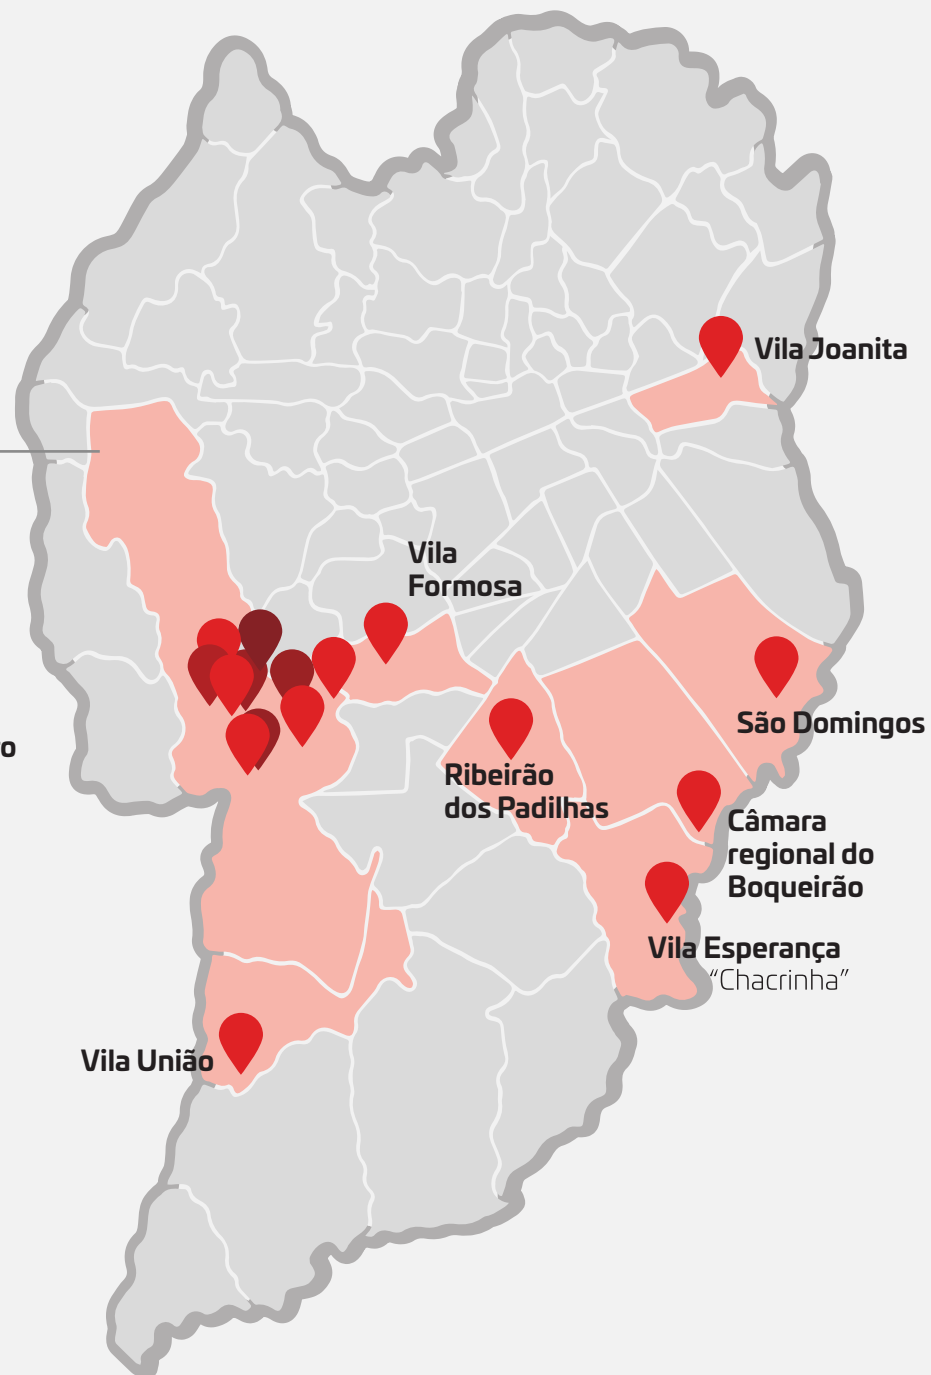 Vila Joanita
Vila
Formosa
São Domingos
Ribeirão
dos Padilhas
Câmara
regional do
Boqueirão
Vila Esperança
“Chacrinha”
Vila União